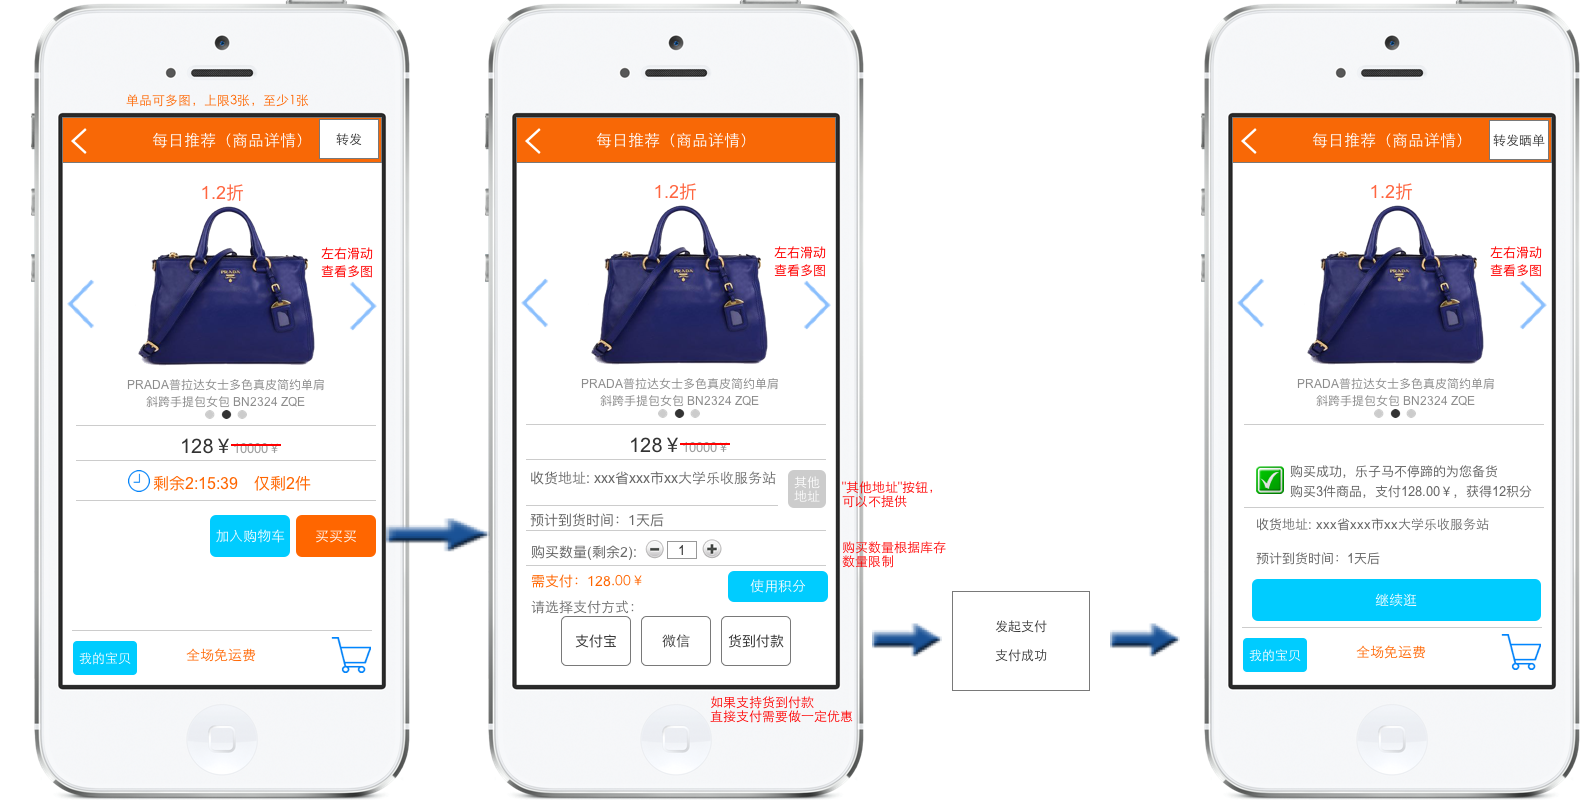 单品可多图，上限3张，至少1张
每日推荐（商品详情）
转发
1.2折
左右滑动
查看多图
PRADA
PRADA普拉达女士多色真皮简约单肩
斜跨手提包女包 BN2324 ZQE
128￥10000￥
剩余2:15:39 仅剩2件
加入购物车
买买买
我的宝贝
全场免运费
每日推荐（商品详情）
1.2折
左右滑动
查看多图
PRADA
PRADA普拉达女士多色真皮简约单肩
斜跨手提包女包 BN2324 ZQE
128￥10000￥
收货地址: xxx省xxx市xx大学乐收服务站
其他
地址
"其他地址"按钮，
可以不提供
预计到货时间：1天后
购买数量(剩余2):
1
购买数量根据库存
数量限制
需支付：128.00￥
使用积分
请选择支付方式：
支付宝
微信
货到付款
如果支持货到付款
直接支付需要做一定优惠
发起支付
支付成功
每日推荐（商品详情）
转发晒单
1.2折
左右滑动
查看多图
PRADA
PRADA普拉达女士多色真皮简约单肩
斜跨手提包女包 BN2324 ZQE
购买成功，乐子马不停蹄的为您备货
购买3件商品，支付128.00￥，获得12积分
收货地址: xxx省xxx市xx大学乐收服务站
预计到货时间：1天后
继续逛
我的宝贝
全场免运费